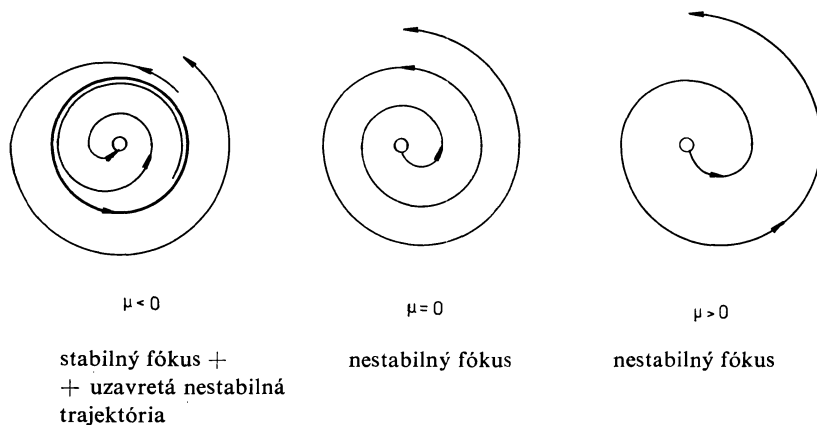 μ < 0
μ = 0
μ > 0
stabilný fókus +
+ uzavretá nestabilná
trajektória
nestabilný fókus
nestabilný fókus